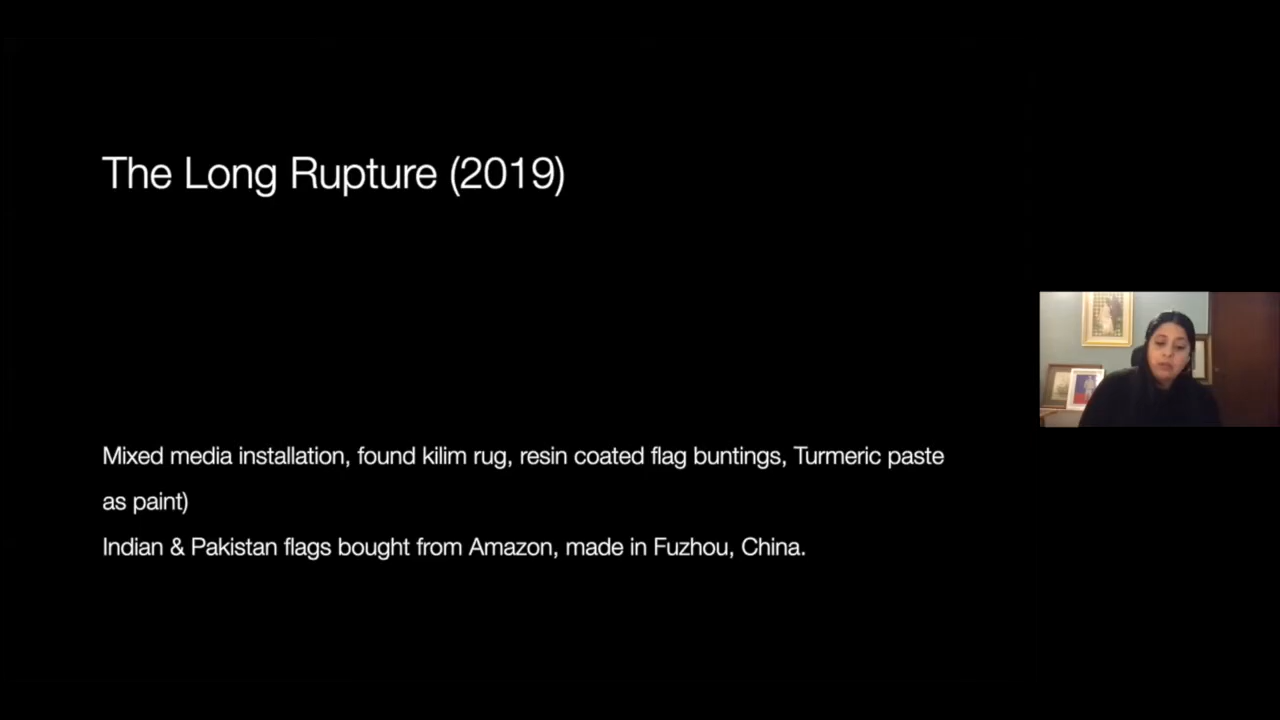 The Long Rupture (2019)
Mixed media installation, found kilim rug, resin coated flag buntings, Turmeric paste
as paint)
Indian & Pakistan flags bought from Amazon, made in Fuzhou, China.